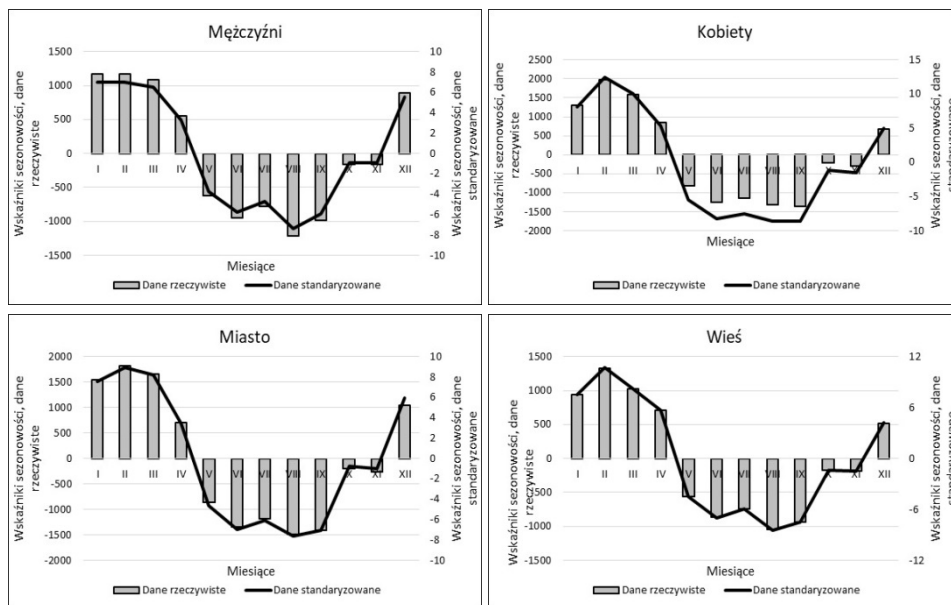 Mężczyźni
Wskaźniki sezonowości, dane rzeczywiste
1500
1000
500
0
-500
-1000
-1500
I II III IV V VI VII VIII IX X XI XII
10
8
6
4
2
0
-2
-4
-6
-8
-10
Wskaźniki sezonowości, dane standaryzowane
Miesiące
Dane rzeczywiste Dane standaryzowane
Kobiety
Wskaźniki sezonowości, dane rzeczywiste
2500
2000
1500
1000
500
0
-500
-1000
-1500
-2000
I II III IV V VI VII VIII IX X XI XII
15
10
5
0
-5
-10
Wskaźniki sezonowości, dane standaryzowane
Miesiące
Dane rzeczywiste Dane standaryzowane
Miasto
Wskaźniki sezonowości, dane rzeczywiste
2000
1500
1000
500
0
-500
-1000
-1500
-2000
I II III IV V VI VII VIII IX X XI XII
10
8
6
4
2
0
-2
-4
-6
-8
-10
Wskaźniki sezonowości, dane standaryzowane
Miesiące
Dane rzeczywiste Dane standaryzowane
Wieś
Wskaźniki sezonowości, dane rzeczywiste
1500
1000
500
0
-500
-1000
-1500
I II III IV V VI VII VIII IX X XI XII
12
6
0
-6
-12
Wskaźniki sezonowości, dane standaryzowane
Miesiące
Dane rzeczywiste Dane standaryzowane